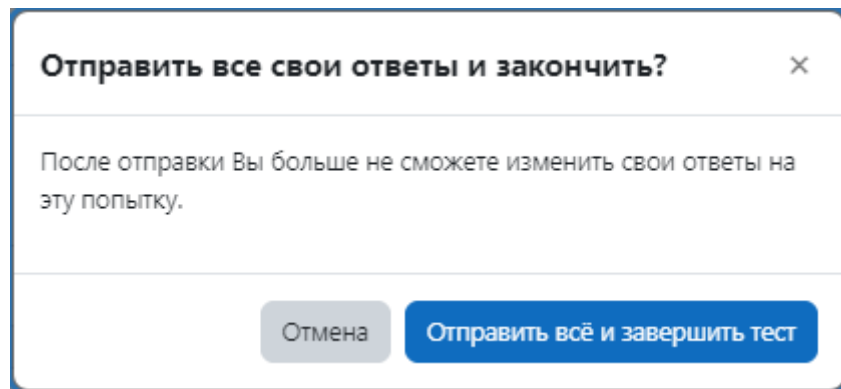 Отправить все свои ответы и закончить?
После отправки Вы больше не сможете изменить свои ответы на
эту попытку.
Отмена
Отправить всё и завершить тест